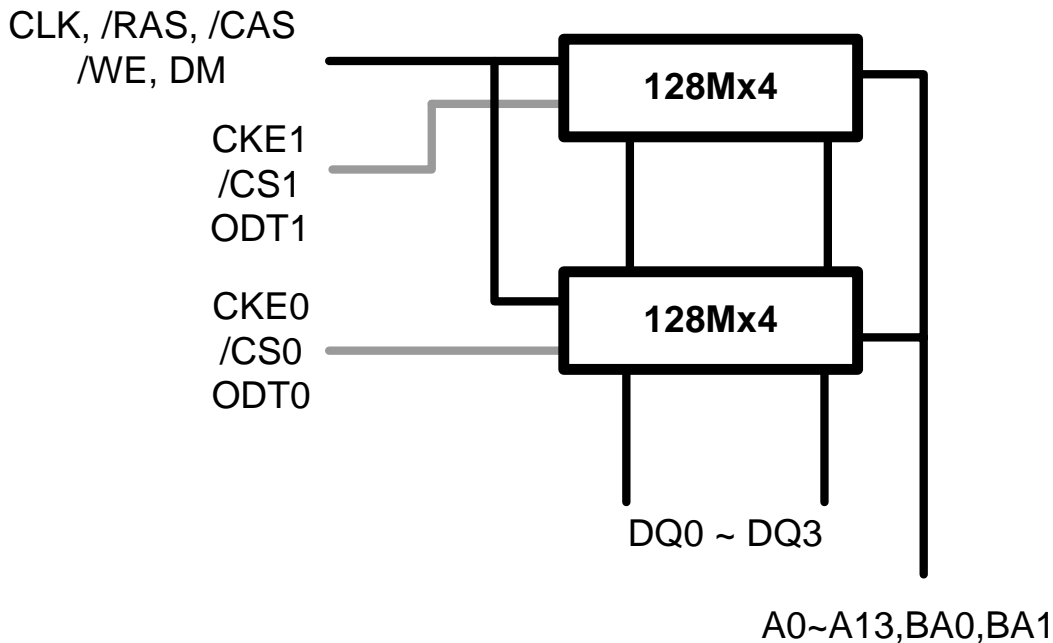 CLK, /RAS, /CAS
/WE, DM
128Mx4
CKE1
/CS1
ODT1
CKE0
/CS0
ODT0
128Mx4
DQ0 ~ DQ3
A0~A13,BA0,BA1